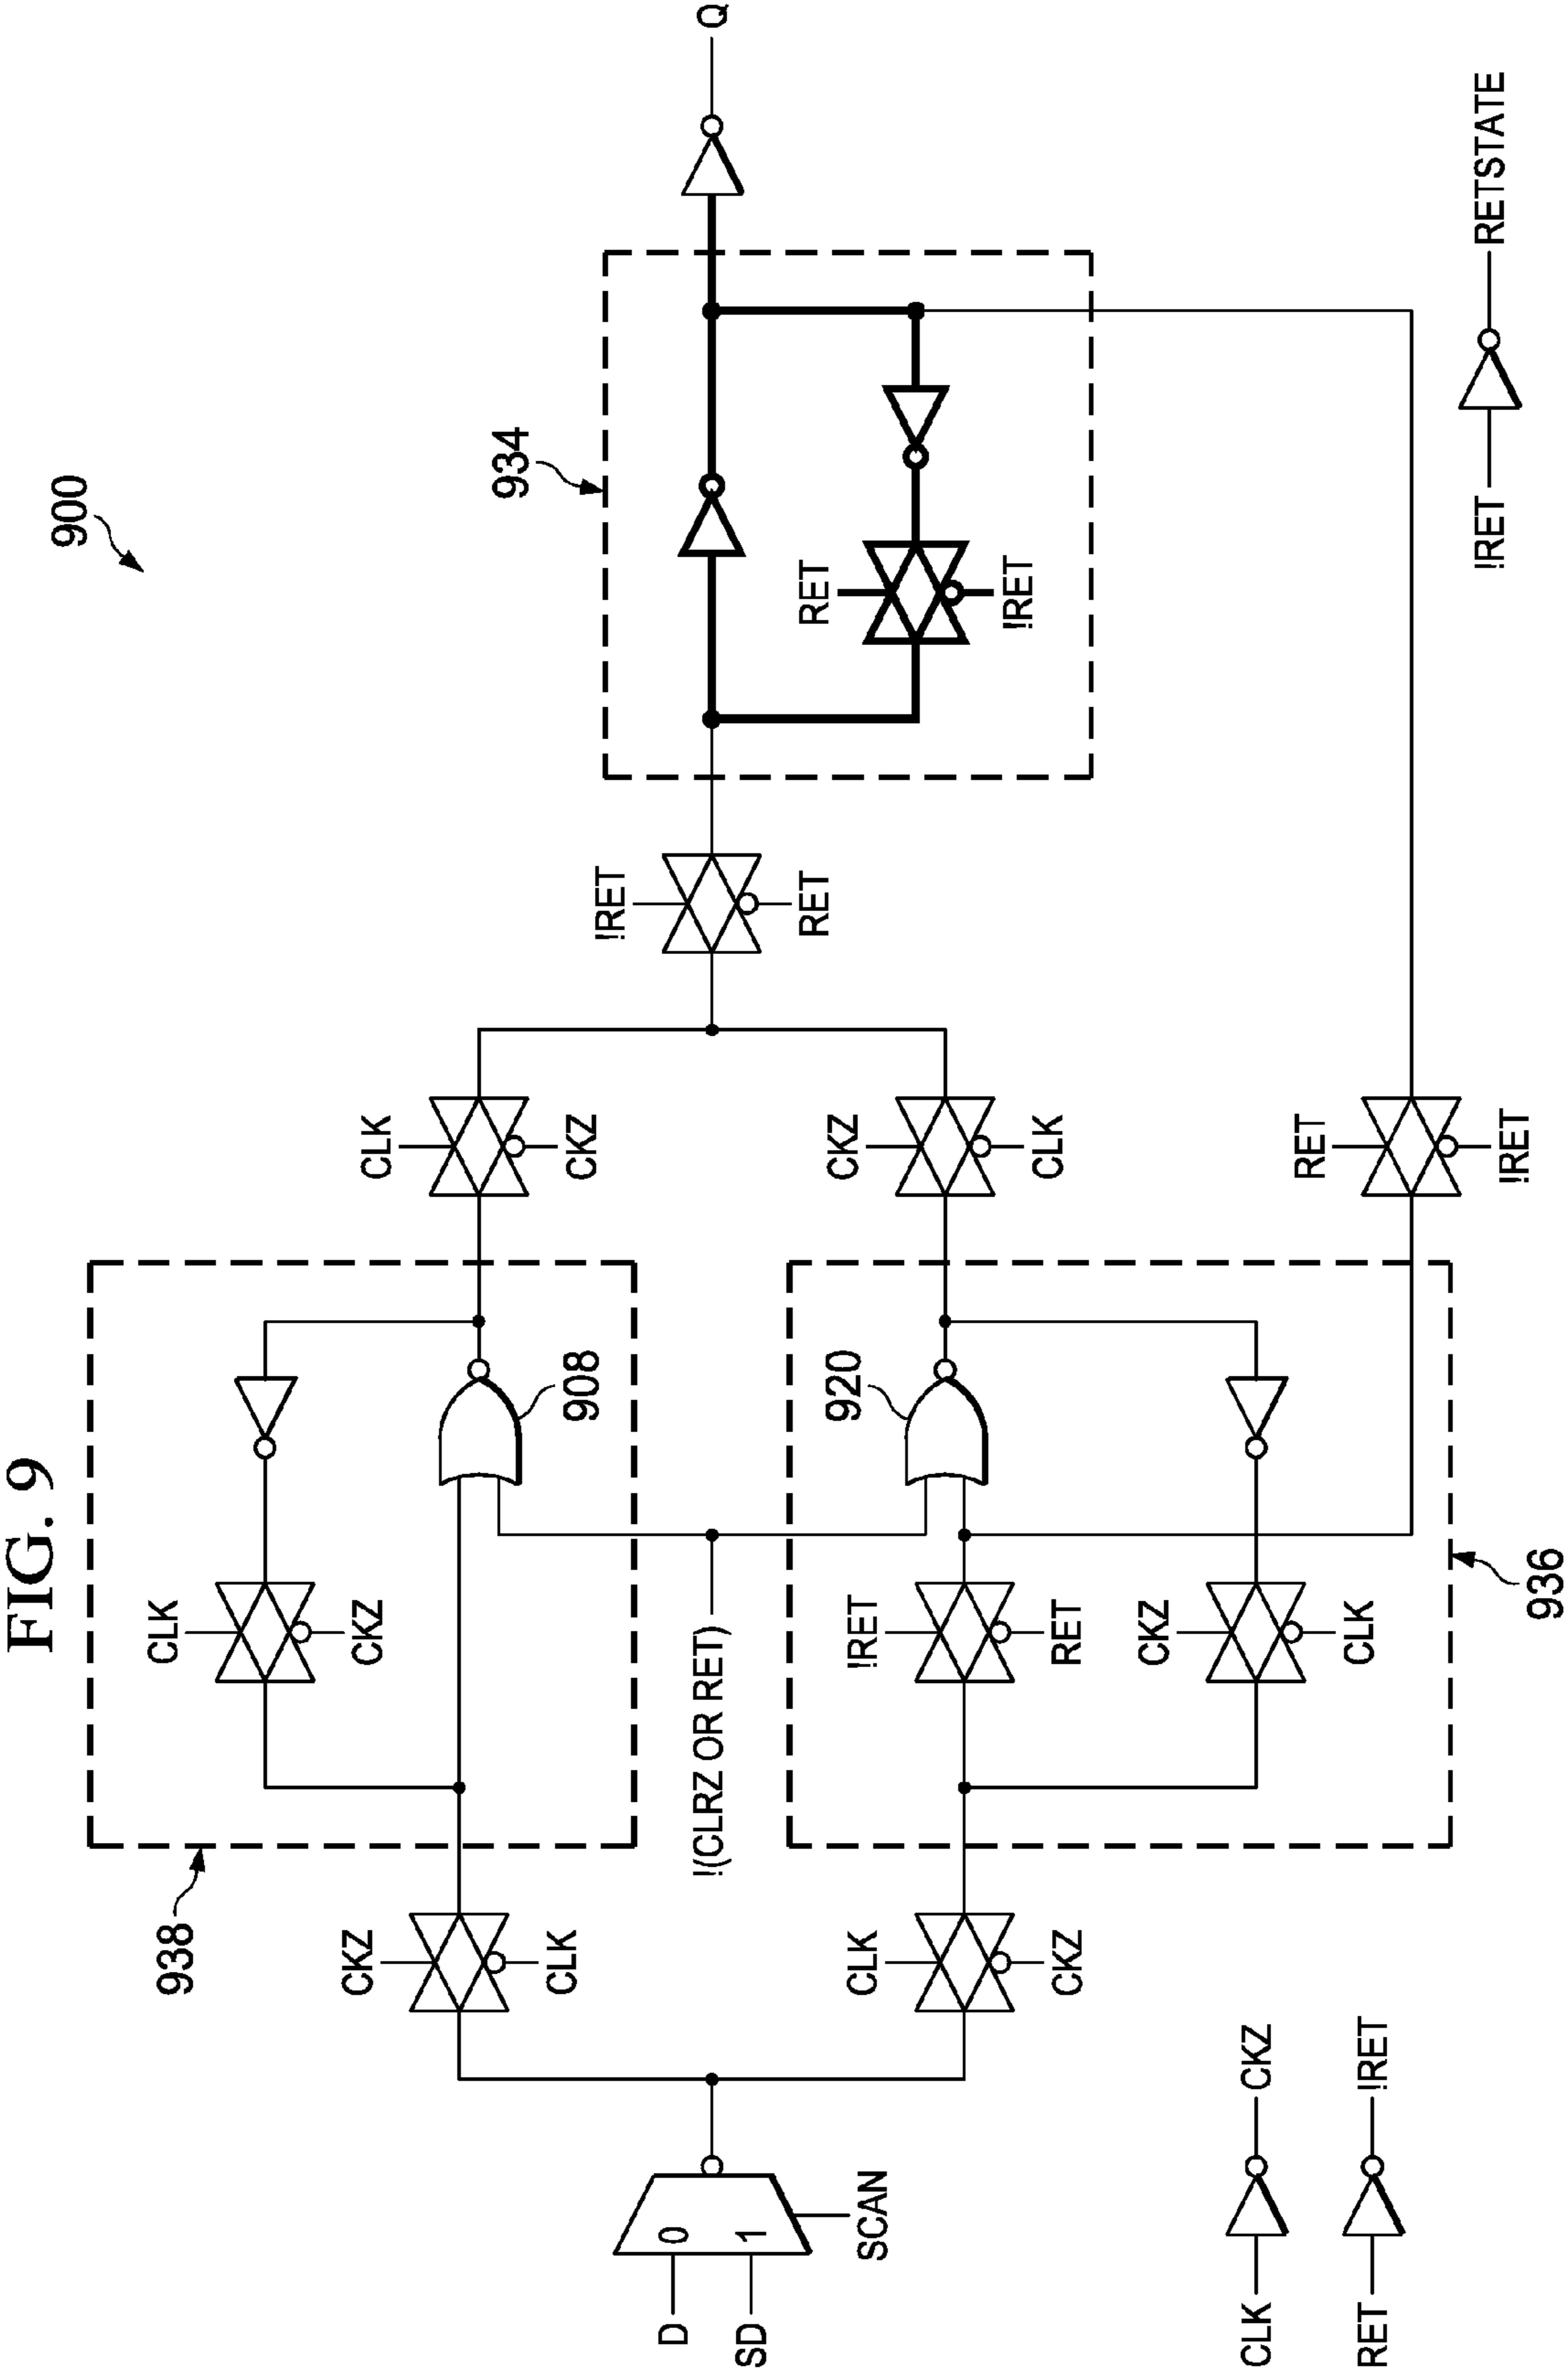 FIG. 9
900
938
CLK
CKZ
CKZ
CLK
908
CLK
CKZ
!(CLRZ OR RET)
D
SD
0
1
SCAN
CLK
CKZ
!RET
RET
920
CKZ
CLK
CKZ
CLK
936
!RET
RET
934
RET
!RET
Q
RET
!RET
CLK
CKZ
RET
!RET
!RET
RETSTATE